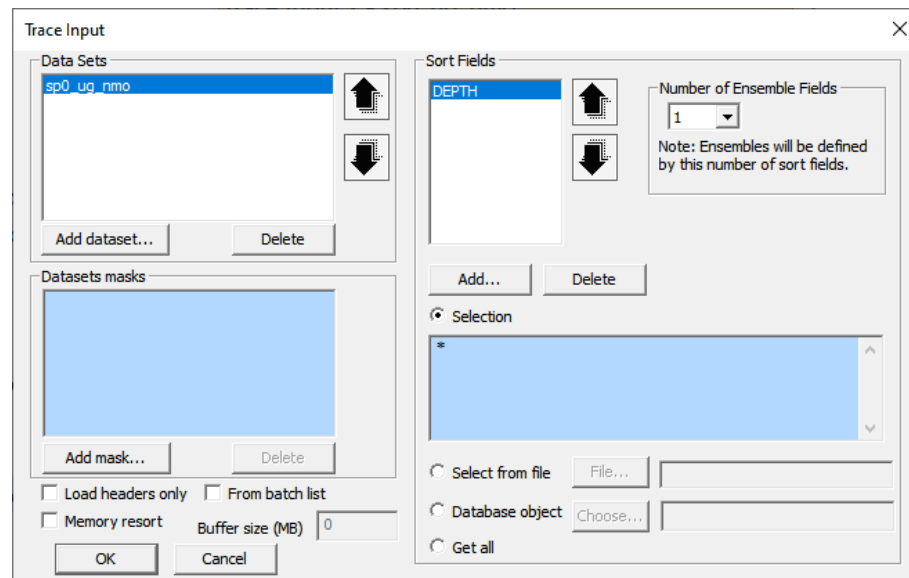 Trace Input
Data Sets
sp0_ug_nmo
Add dataset...
Delete
Datasets masks
Add mask...
Delete
Load headers only
From batch list
Memory resort
Buffer size (MB)
0
OK
Cancel
Sort Fields
DEPTH
Number of Ensemble Fields
1
Note: Ensembles will be defined
by this number of sort fields.
Add...
Delete
Selection
*
Select from file
File...
Database object
Choose...
Get all